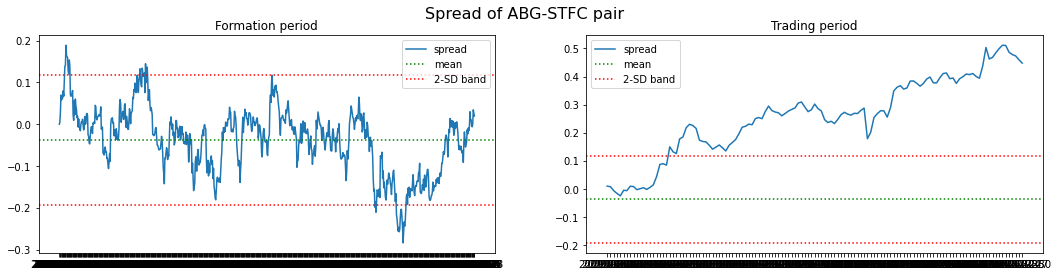 Spread of ABG-STFC pair
Formation period
0.2
0.1
0.0
−0.1
−0.2
−0.3
spread
mean
2-SD band
Trading period
0.5
0.4
0.3
0.2
0.1
0.0
−0.1
−0.2
spread
mean
2-SD band